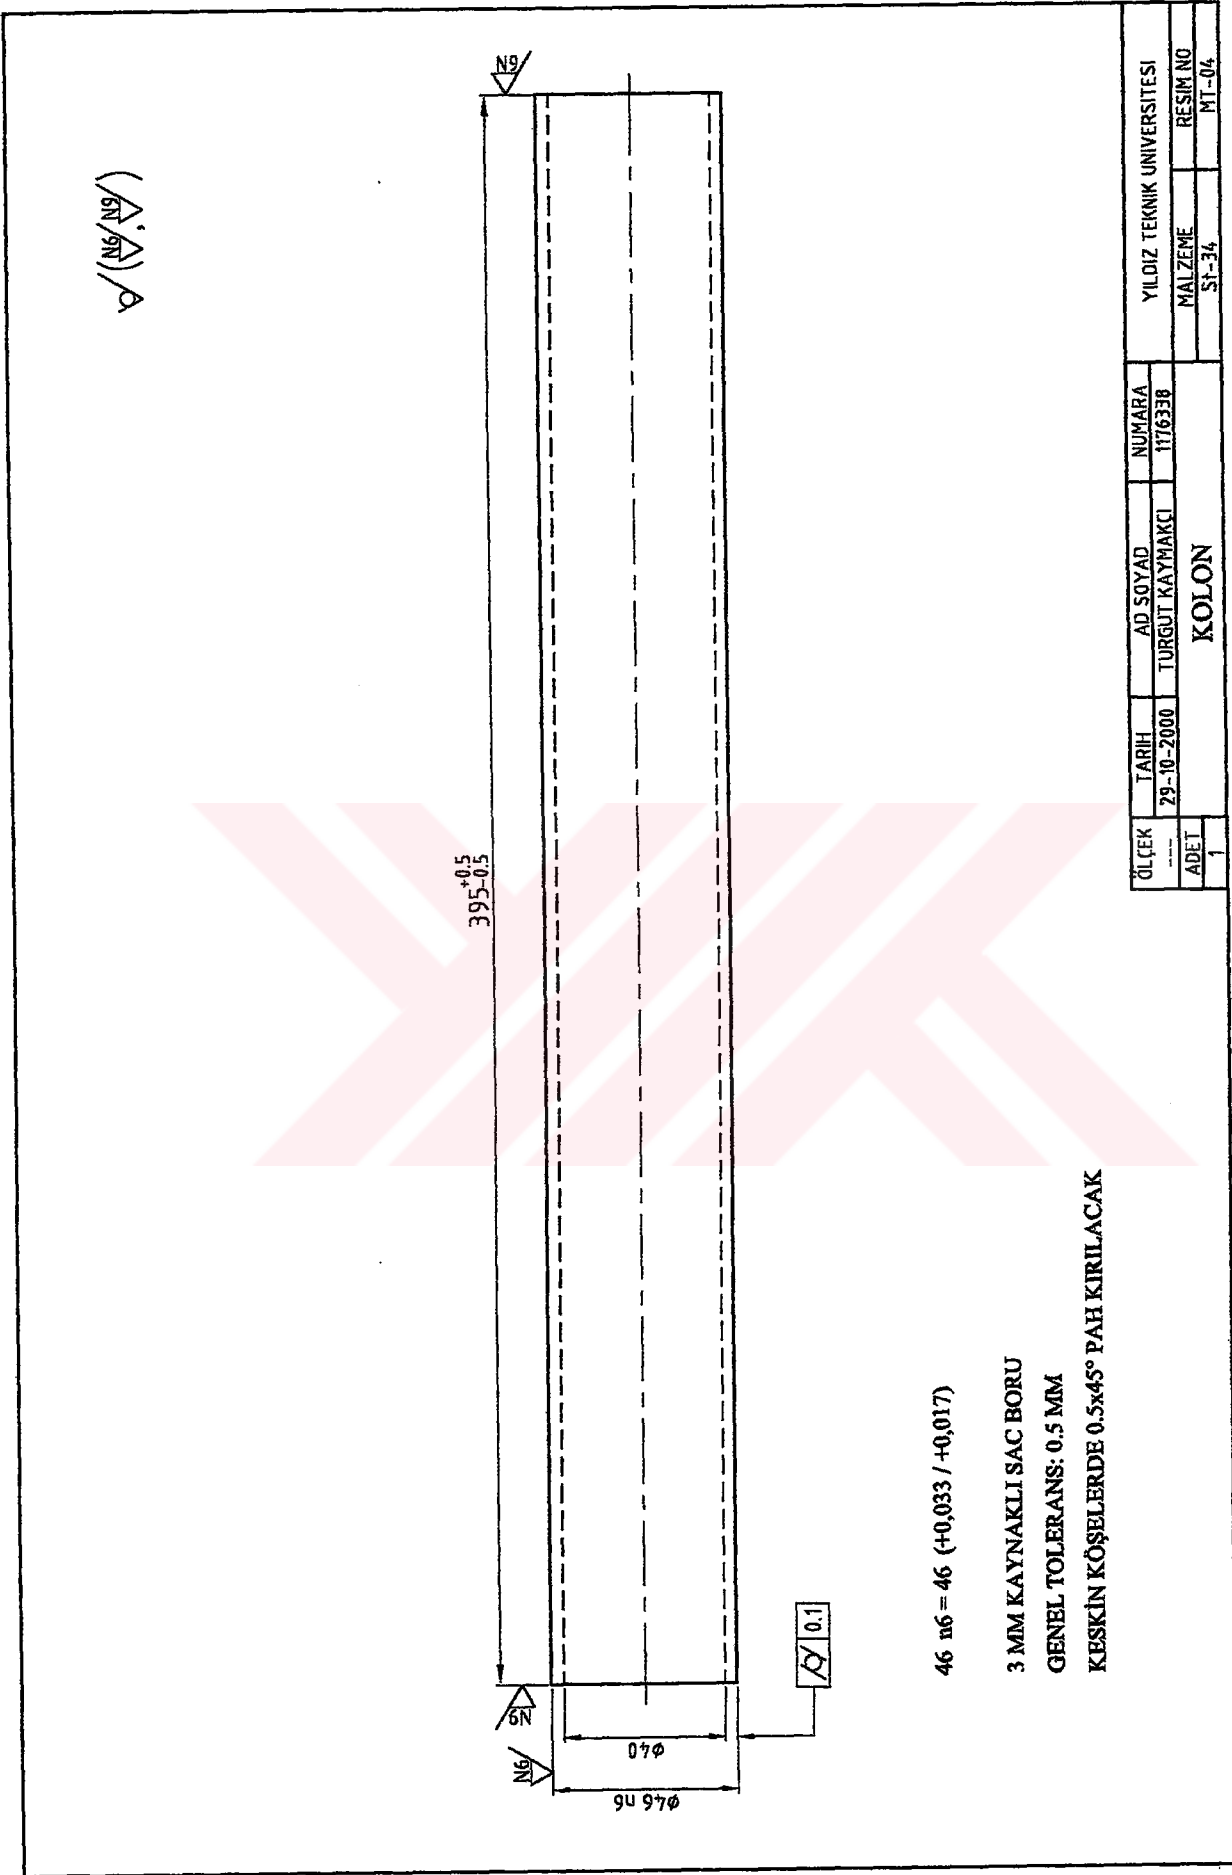 N6/ N9/
( , )
395 +0.5 -0.5
N9
N9
N6
ø40
ø46 n6
0.1
46 n6 = 46 (+0,033 / +0,017)
3 MM KAYNAKLI SAC BORU
GENEL TOLERANS: 0.5 MM
KESKİN KÖŞELERDE 0.5x45° PAH KIRILACAK
ÖLÇEK TARIH AD SOYAD NUMARA YILDIZ TEKNIK UNIVERSITESI
---- 29-10-2000 TURGUT KAYMAKÇI 1176338
ADET KOLON MALZEME RESIM NO
1 St-34 MT-04